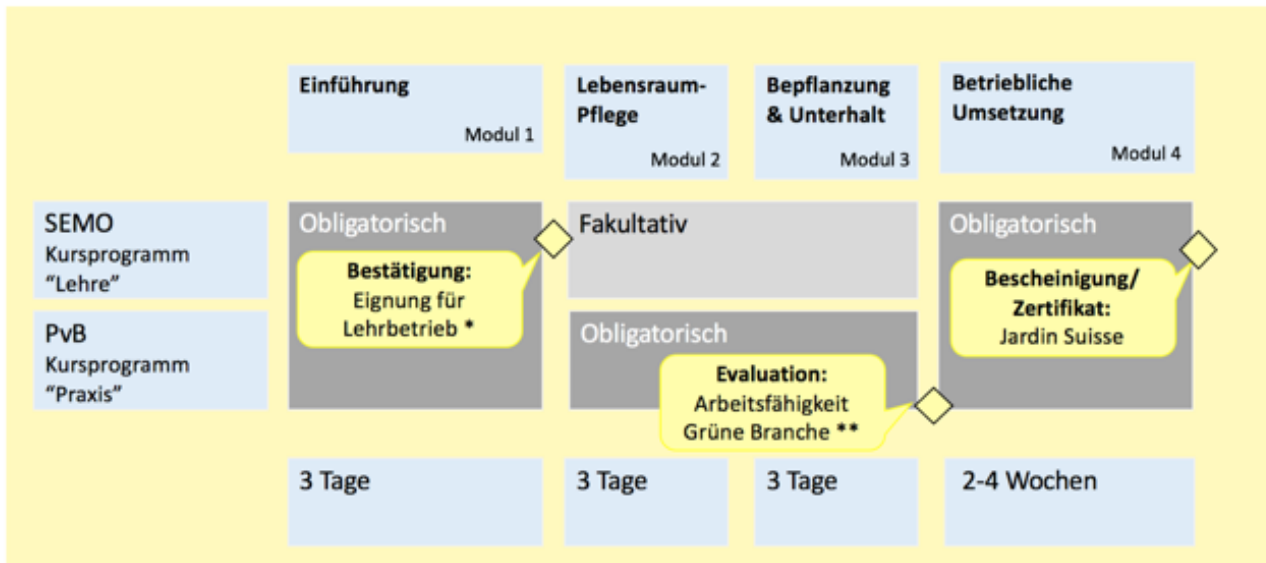 Einführung
Modul 1
Lebensraum-
Pflege
Modul 2
Bepflanzung
& Unterhalt
Modul 3
Betriebliche
Umsetzung
Modul 4
SEMO
Kursprogramm
“Lehre”
Obligatorisch
Bestätigung:
Eignung für
Lehrbetrieb *
Fakultativ
Obligatorisch
Bescheinigung/
Zertifikat:
Jardin Suisse
PvB
Kursprogramm
“Praxis”
Obligatorisch
Evaluation:
Arbeitsfähigkeit
Grüne Branche **
3 Tage
3 Tage
3 Tage
2-4 Wochen